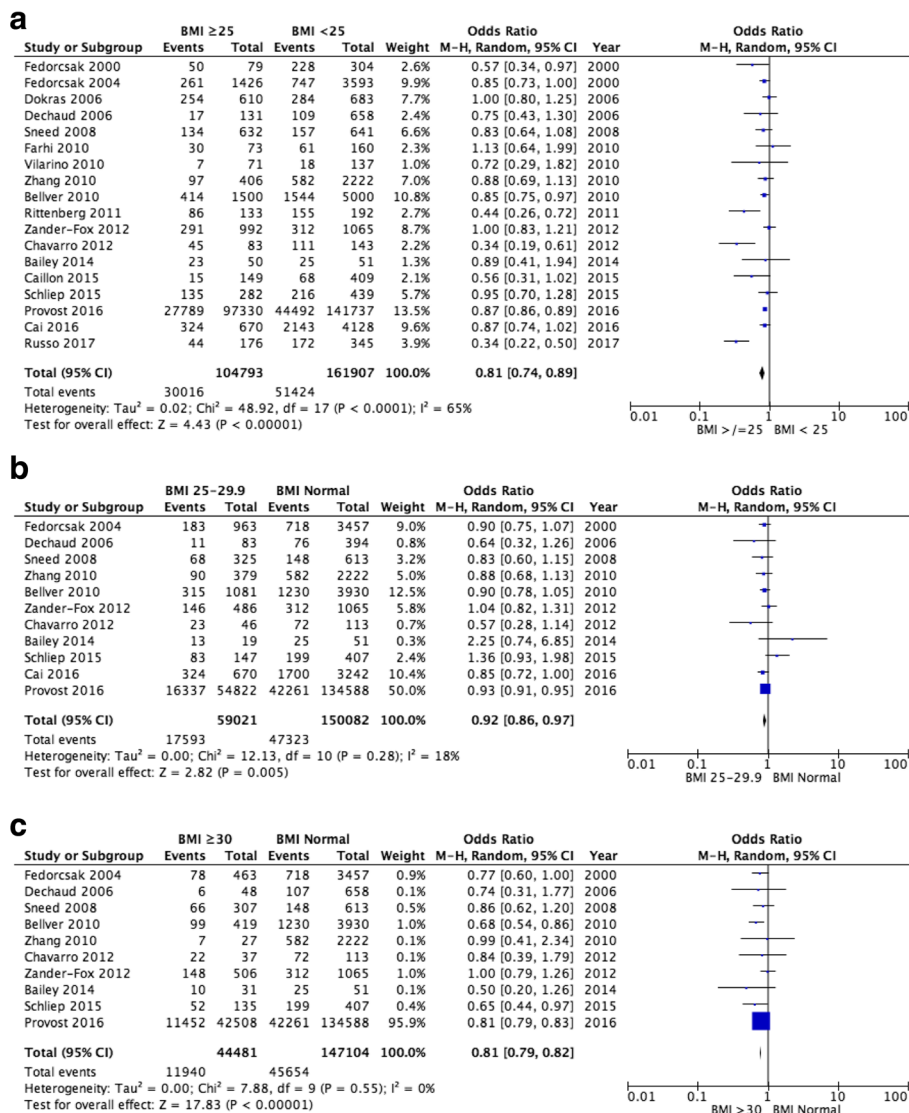 a
BMI ≥25 BMI <25 Odds Ratio Odds Ratio
Study or Subgroup Events Total Events Total Weight M-H, Random, 95% CI Year M-H, Random, 95% CI
Fedorcsak 2000 50 79 228 304 2.6% 0.57 [0.34, 0.97] 2000
Fedorcsak 2004 261 1426 747 3593 9.9% 0.85 [0.73, 1.00] 2000
Dokras 2006 254 610 284 683 7.7% 1.00 [0.80, 1.25] 2006
Dechaud 2006 17 131 109 658 2.4% 0.75 [0.43, 1.30] 2006
Sneed 2008 134 632 157 641 6.6% 0.83 [0.64, 1.08] 2008
Farhi 2010 30 73 61 160 2.3% 1.13 [0.64, 1.99] 2010
Vilarino 2010 7 71 18 137 1.0% 0.72 [0.29, 1.82] 2010
Zhang 2010 97 406 582 2222 7.0% 0.88 [0.69, 1.13] 2010
Bellver 2010 414 1500 1544 5000 10.8% 0.85 [0.75, 0.97] 2010
Rittenberg 2011 86 133 155 192 2.7% 0.44 [0.26, 0.72] 2011
Zander-Fox 2012 291 992 312 1065 8.7% 1.00 [0.83, 1.21] 2012
Chavarro 2012 45 83 111 143 2.2% 0.34 [0.19, 0.61] 2012
Bailey 2014 23 50 25 51 1.3% 0.89 [0.41, 1.94] 2014
Caillon 2015 15 149 68 409 2.1% 0.56 [0.31, 1.02] 2015
Schliep 2015 135 282 216 439 5.7% 0.95 [0.70, 1.28] 2015
Provost 2016 27789 97330 44492 141737 13.5% 0.87 [0.86, 0.89] 2016
Cai 2016 324 670 2143 4128 9.6% 0.87 [0.74, 1.02] 2016
Russo 2017 44 176 172 345 3.9% 0.34 [0.22, 0.50] 2017
Total (95% CI) 104793 161907 100.0% 0.81 [0.74, 0.89]
Total events 30016 51424
Heterogeneity: Tau² = 0.02; Chi² = 48.92, df = 17 (P < 0.0001); I² = 65%
Test for overall effect: Z = 4.43 (P < 0.00001)
0.01 0.1 1 10 100
BMI >/=25 BMI < 25
b
BMI 25-29.9 BMI Normal Odds Ratio Odds Ratio
Study or Subgroup Events Total Events Total Weight M-H, Random, 95% CI Year M-H, Random, 95% CI
Fedorcsak 2004 183 963 718 3457 9.0% 0.90 [0.75, 1.07] 2000
Dechaud 2006 11 83 76 394 0.8% 0.64 [0.32, 1.26] 2006
Sneed 2008 68 325 148 613 3.2% 0.83 [0.60, 1.15] 2008
Zhang 2010 90 379 582 2222 5.0% 0.88 [0.68, 1.13] 2010
Bellver 2010 315 1081 1230 3930 12.5% 0.90 [0.78, 1.05] 2010
Zander-Fox 2012 146 486 312 1065 5.8% 1.04 [0.82, 1.31] 2012
Chavarro 2012 23 46 72 113 0.7% 0.57 [0.28, 1.14] 2012
Bailey 2014 13 19 25 51 0.3% 2.25 [0.74, 6.85] 2014
Schliep 2015 83 147 199 407 2.4% 1.36 [0.93, 1.98] 2015
Cai 2016 324 670 1700 3242 10.4% 0.85 [0.72, 1.00] 2016
Provost 2016 16337 54822 42261 134588 50.0% 0.93 [0.91, 0.95] 2016
Total (95% CI) 59021 150082 100.0% 0.92 [0.86, 0.97]
Total events 17593 47323
Heterogeneity: Tau² = 0.00; Chi² = 12.13, df = 10 (P = 0.28); I² = 18%
Test for overall effect: Z = 2.82 (P = 0.005)
0.01 0.1 1 10 100
BMI 25-29.9 BMI Normal
c
BMI ≥30 BMI Normal Odds Ratio Odds Ratio
Study or Subgroup Events Total Events Total Weight M-H, Random, 95% CI Year M-H, Random, 95% CI
Fedorcsak 2004 78 463 718 3457 0.9% 0.77 [0.60, 1.00] 2000
Dechaud 2006 6 48 107 658 0.1% 0.74 [0.31, 1.77] 2006
Sneed 2008 66 307 148 613 0.5% 0.86 [0.62, 1.20] 2008
Bellver 2010 99 419 1230 3930 1.0% 0.68 [0.54, 0.86] 2010
Zhang 2010 7 27 582 2222 0.1% 0.99 [0.41, 2.34] 2010
Chavarro 2012 22 37 72 113 0.1% 0.84 [0.39, 1.79] 2012
Zander-Fox 2012 148 506 312 1065 1.0% 1.00 [0.79, 1.26] 2012
Bailey 2014 10 31 25 51 0.1% 0.50 [0.20, 1.26] 2014
Schliep 2015 52 135 199 407 0.4% 0.65 [0.44, 0.97] 2015
Provost 2016 11452 42508 42261 134588 95.9% 0.81 [0.79, 0.83] 2016
Total (95% CI) 44481 147104 100.0% 0.81 [0.79, 0.82]
Total events 11940 45654
Heterogeneity: Tau² = 0.00; Chi² = 7.88, df = 9 (P = 0.55); I² = 0%
Test for overall effect: Z = 17.83 (P < 0.00001)
0.01 0.1 1 10 100
BMI >30 BMI Normal